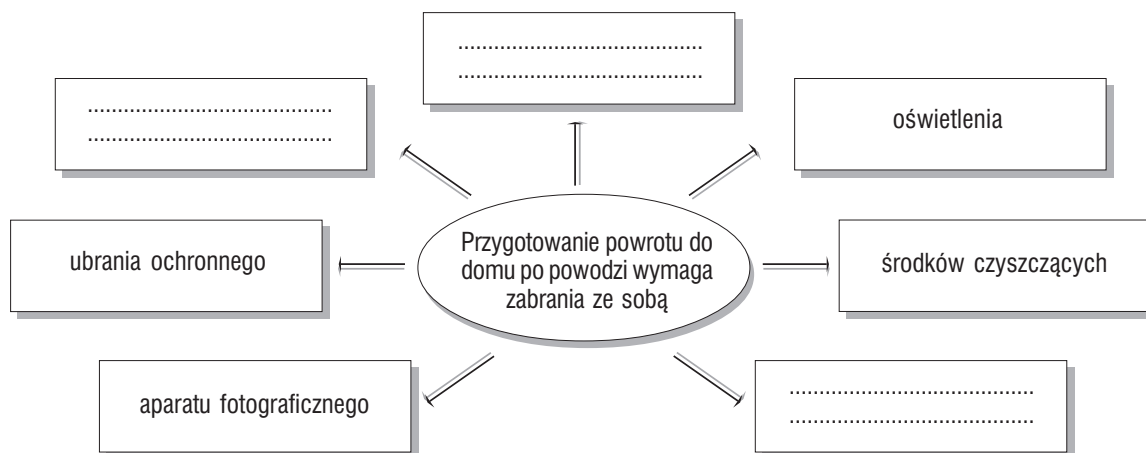 ........................................
........................................
........................................
........................................
oświetlenia
ubrania ochronnego
Przygotowanie powrotu do
domu po powodzi wymaga
zabrania ze sobą
środków czyszczących
aparatu fotograficznego
........................................
........................................